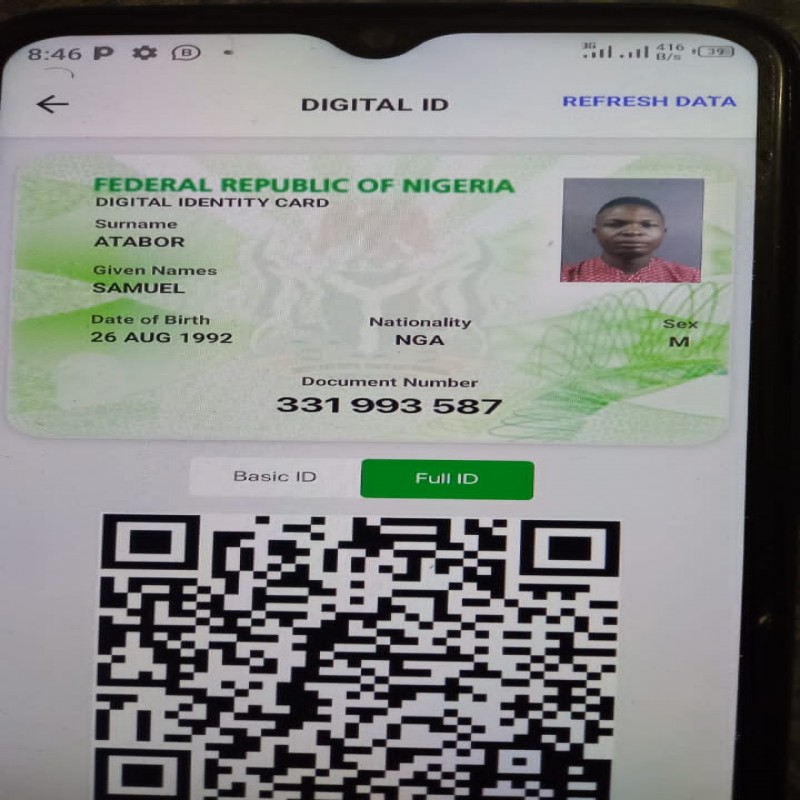 8:46 P B 3G 416 B/s 39
DIGITAL ID REFRESH DATA
FEDERAL REPUBLIC OF NIGERIA
DIGITAL IDENTITY CARD
Surname
ATABOR
Given Names
SAMUEL
Date of Birth Nationality Sex
26 AUG 1992 NGA M
Document Number
331 993 587
Basic ID Full ID